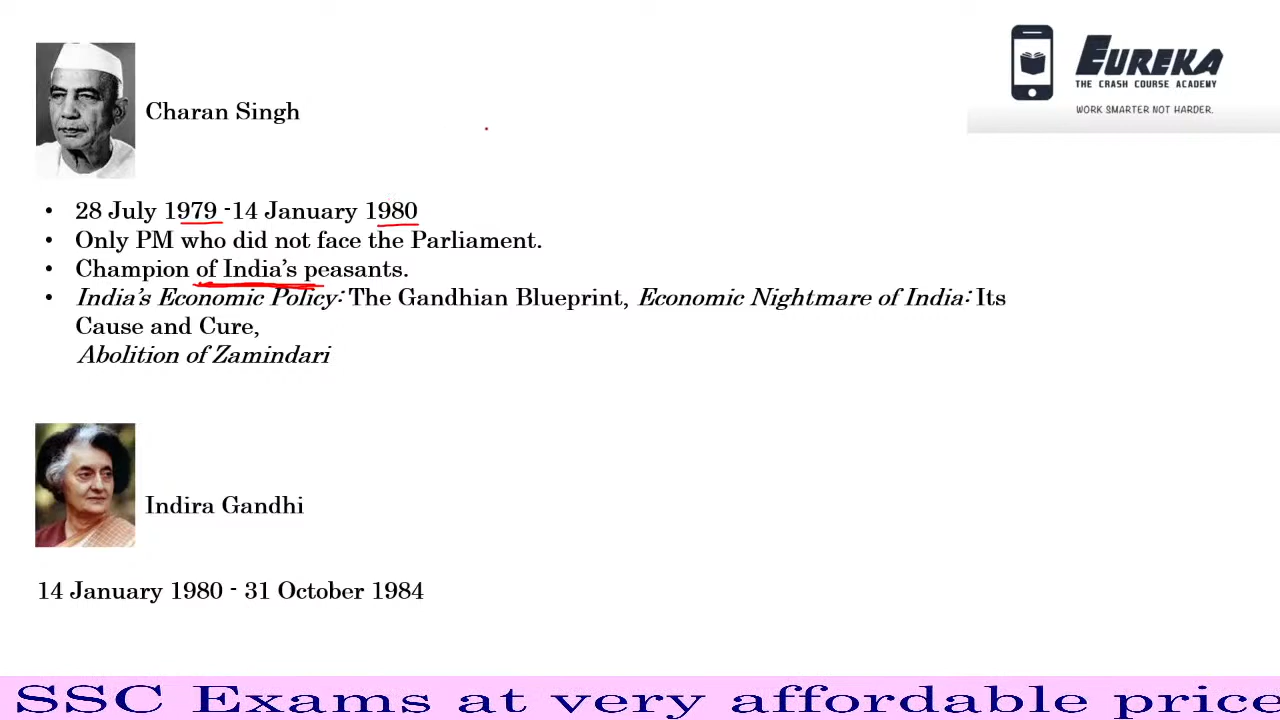 EUREKA
THE CRASH COURSE ACADEMY
WORK SMARTER NOT HARDER.
Charan Singh
• 28 July 1979 -14 January 1980
• Only PM who did not face the Parliament.
• Champion of India's peasants.
• India's Economic Policy: The Gandhian Blueprint, Economic Nightmare of India: Its
Cause and Cure,
Abolition of Zamindari
Indira Gandhi
14 January 1980 - 31 October 1984
SSC Exams at very affordable price